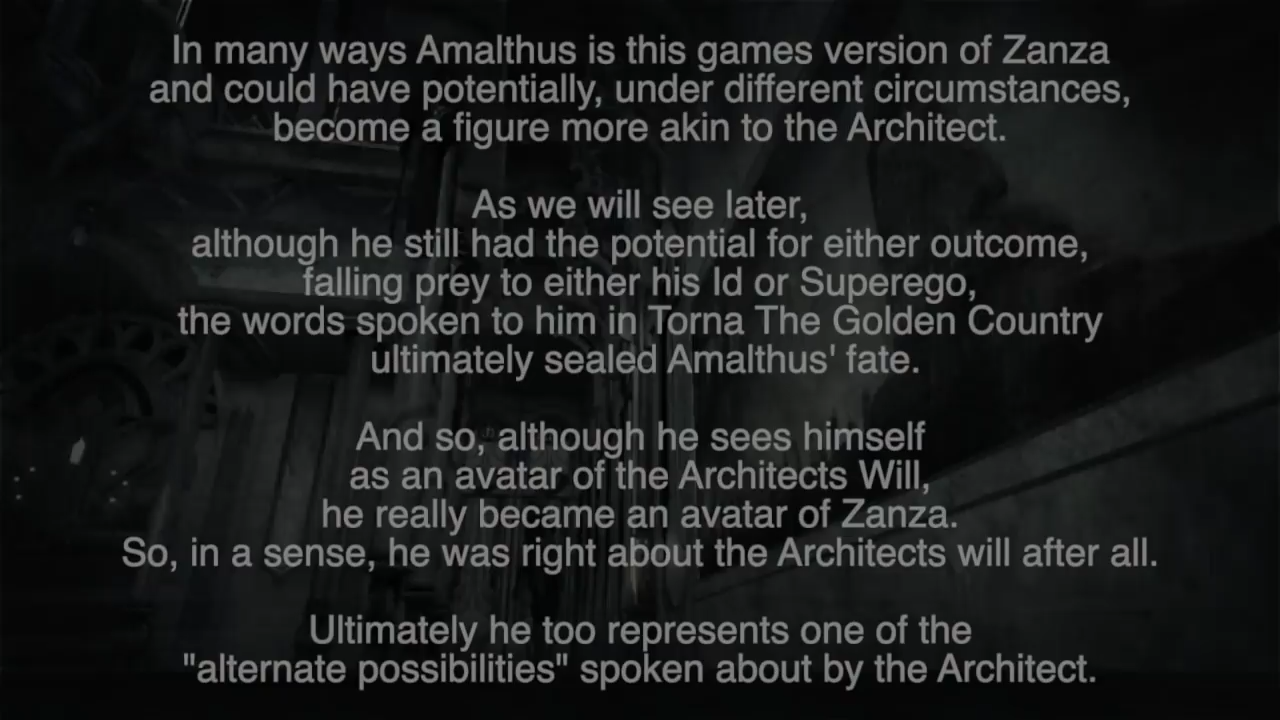 In many ways Amalthus is this games version of Zanza
and could have potentially, under different circumstances,
become a figure more akin to the Architect.
As we will see later,
although he still had the potential for either outcome,
falling prey to either his Id or Superego,
the words spoken to him in Torna The Golden Country
ultimately sealed Amalthus' fate.
And so, although he sees himself
as an avatar of the Architects Will,
he really became an avatar of Zanza.
So, in a sense, he was right about the Architects will after all.
Ultimately he too represents one of the
"alternate possibilities" spoken about by the Architect.